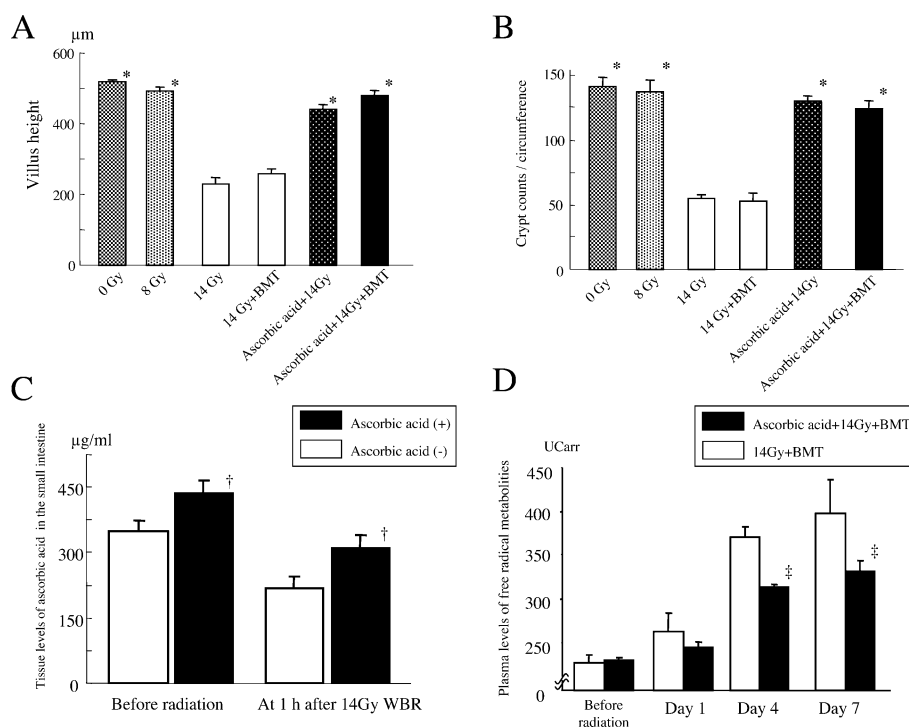 A
µm
600
400
200
0
Villus height
*
*
*
*
0 Gy
8 Gy
14 Gy
14 Gy+BMT
Ascorbic acid+14Gy
Ascorbic acid+14Gy+BMT
B
150
100
50
0
Crypt counts / circumference
*
*
*
*
0 Gy
8 Gy
14 Gy
14 Gy+BMT
Ascorbic acid+14Gy
Ascorbic acid+14Gy+BMT
C
Ascorbic acid (+)
Ascorbic acid (-)
µg/ml
450
300
150
0
Tissue levels of ascorbic acid in the small intestine
†
†
Before radiation
At 1 h after 14Gy WBR
D
Ascorbic acid+14Gy+BMT
14Gy+BMT
UCarr
450
400
350
300
250
0
Plasma levels of free radical metabolities
‡
‡
Before
radiation
Day 1
Day 4
Day 7